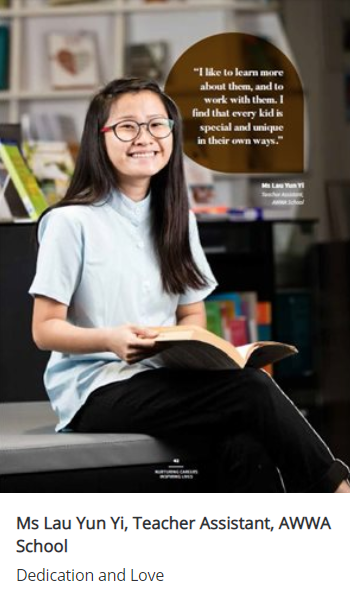 “I like to learn more
about them, and to
work with them. I
find that every kid is
special and unique
in their own ways.”
Ms Lau Yun Yi
Teacher Assistant,
AWWA School
42
NURTURING CAREERS
INSPIRING LIVES
Ms Lau Yun Yi, Teacher Assistant, AWWA
School
Dedication and Love